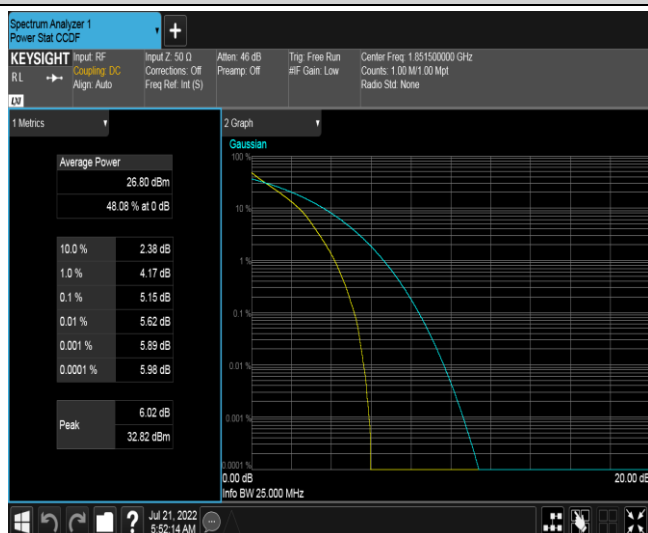 Spectrum Analyzer 1
Power Stat CCDF
KEYSIGHT
RL
LXI
Input: RF
Coupling: DC
Align: Auto
Input Z: 50 Ω
Corrections: Off
Freq Ref: Int (S)
Atten: 46 dB
Preamp: Off
Trig: Free Run
#IF Gain: Low
Center Freq: 1.851500000 GHz
Counts: 1.00 M/1.00 Mpt
Radio Std: None
1 Metrics
Average Power
26.80 dBm
48.08 % at 0 dB
10.0 % 2.38 dB
1.0 % 4.17 dB
0.1 % 5.15 dB
0.01 % 5.62 dB
0.001 % 5.89 dB
0.0001 % 5.98 dB
Peak
6.02 dB
32.82 dBm
2 Graph
Gaussian
100 %
10 %
1 %
0.1 %
0.01 %
0.001 %
0.0001 %
0.00 dB 20.00 dB
Info BW 25.000 MHz
Jul 21, 2022
5:52:14 AM